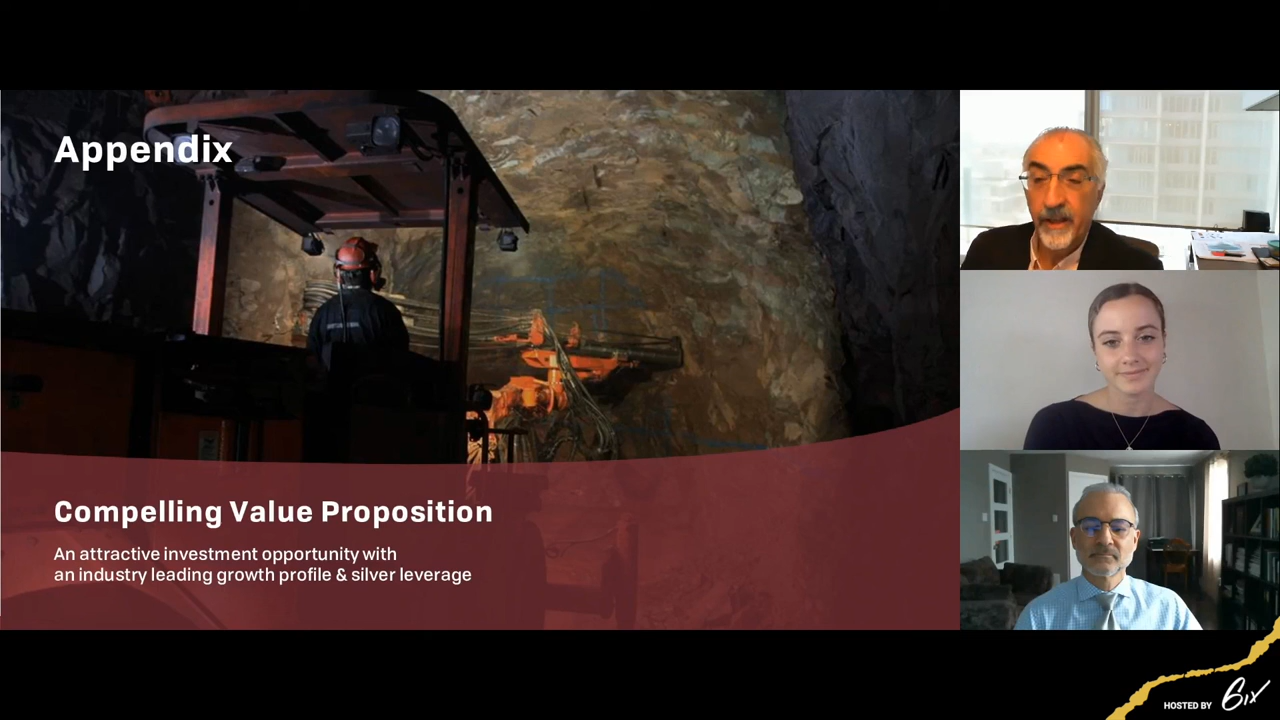 Appendix
Compelling Value Proposition
An attractive investment opportunity with
an industry leading growth profile & silver leverage
HOSTED BY 6ix